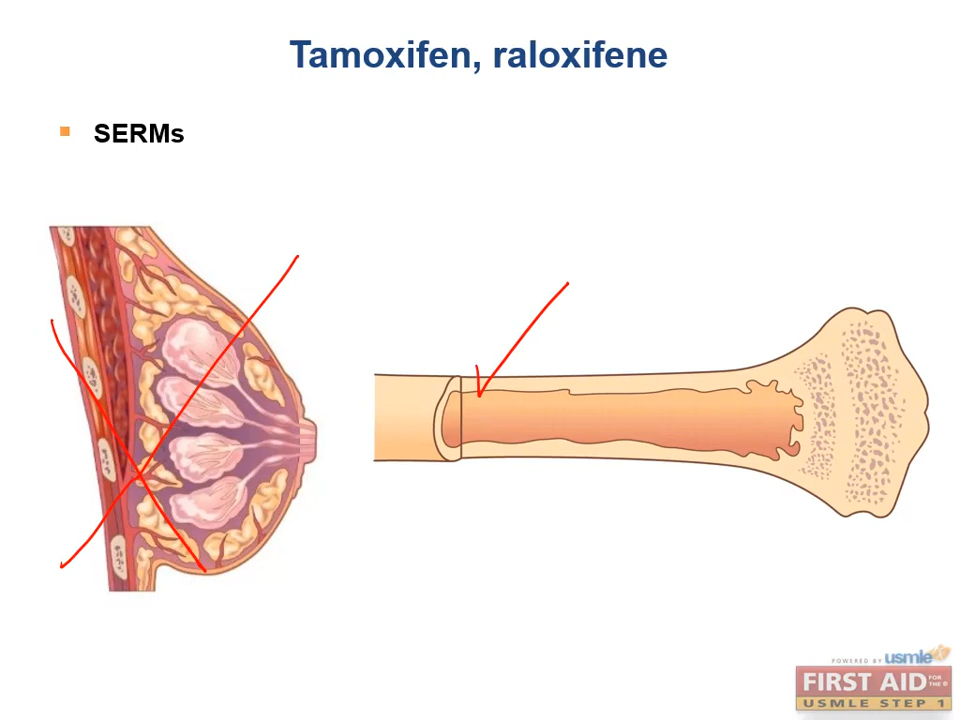 Tamoxifen, raloxifene
SERMs
POWERED BY usmle
FIRST AID FOR THE®
USMLE STEP 1